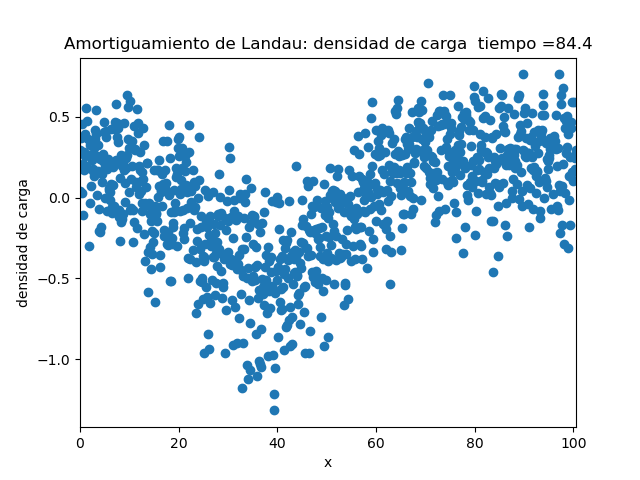 Amortiguamiento de Landau: densidad de carga  tiempo =84.4
0.5
0.0
−0.5
−1.0
densidad de carga
0 20 40 60 80 100
x